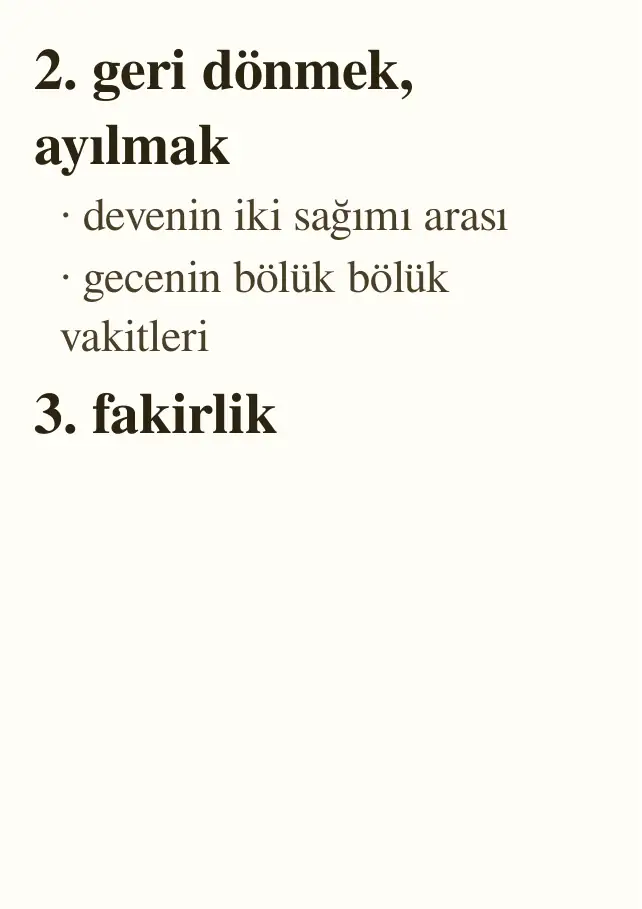 2. geri dönmek,
ayılmak
· devenin iki sağımı arası
· gecenin bölük bölük
vakitleri
3. fakirlik